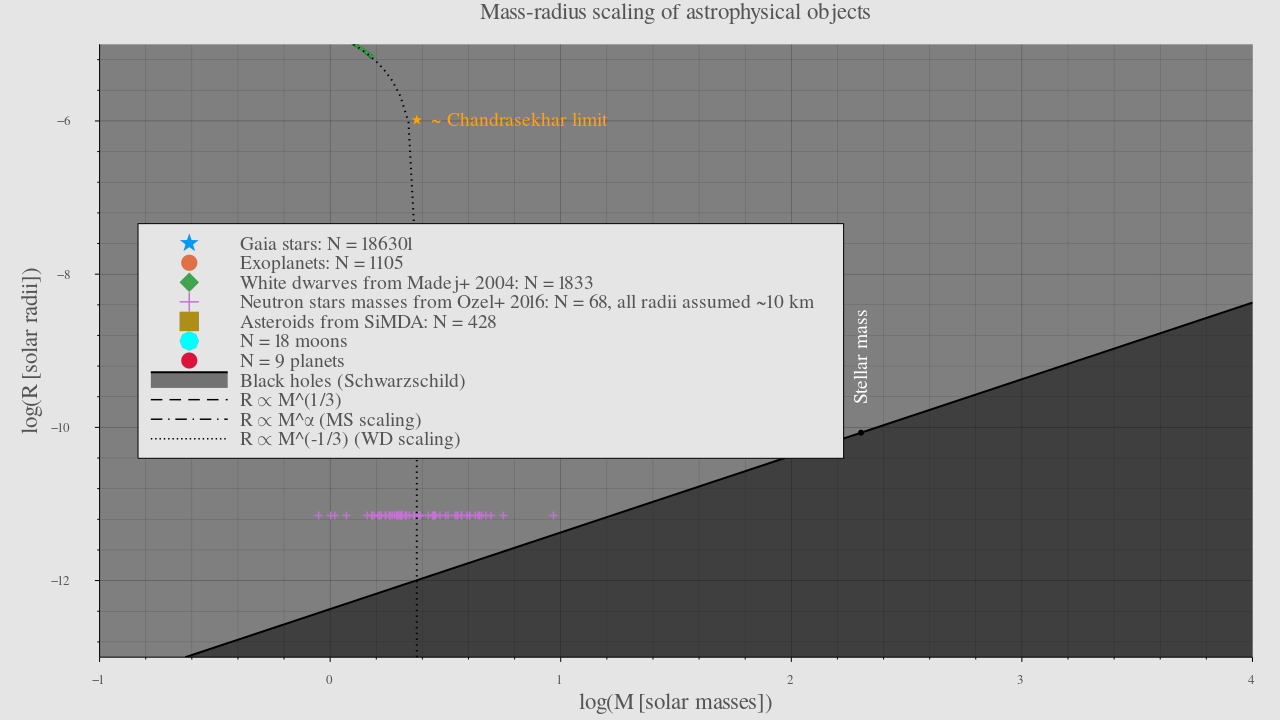 Mass-radius scaling of astrophysical objects
log(R [solar radii])
−6
−8
−10
−12
~ Chandrasekhar limit
Gaia stars: N = 186301
Exoplanets: N = 1105
White dwarves from Madej+ 2004: N = 1833
Neutron stars masses from Ozel+ 2016: N = 68, all radii assumed ~10 km
Asteroids from SiMDA: N = 428
N = 18 moons
N = 9 planets
Black holes (Schwarzschild)
R ∝ M^(1/3)
R ∝ M^α (MS scaling)
R ∝ M^(-1/3) (WD scaling)
Stellar mass
−1
0
1
2
3
4
log(M [solar masses])